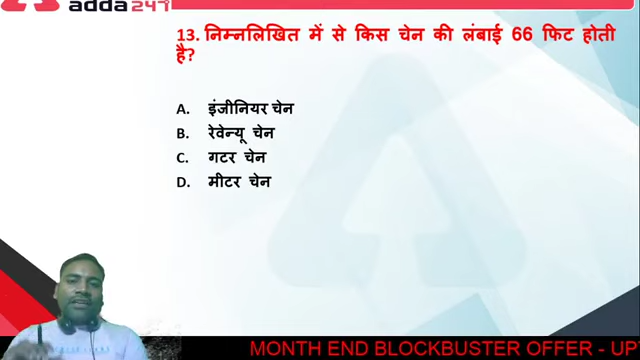 adda247
13. निम्नलिखित में से किस चेन की लंबाई 66 फिट होती
है?
A. इंजीनियर चेन
B. रेवेन्यू चेन
C. गटर चेन
D. मीटर चेन
MONTH END BLOCKBUSTER OFFER - UP